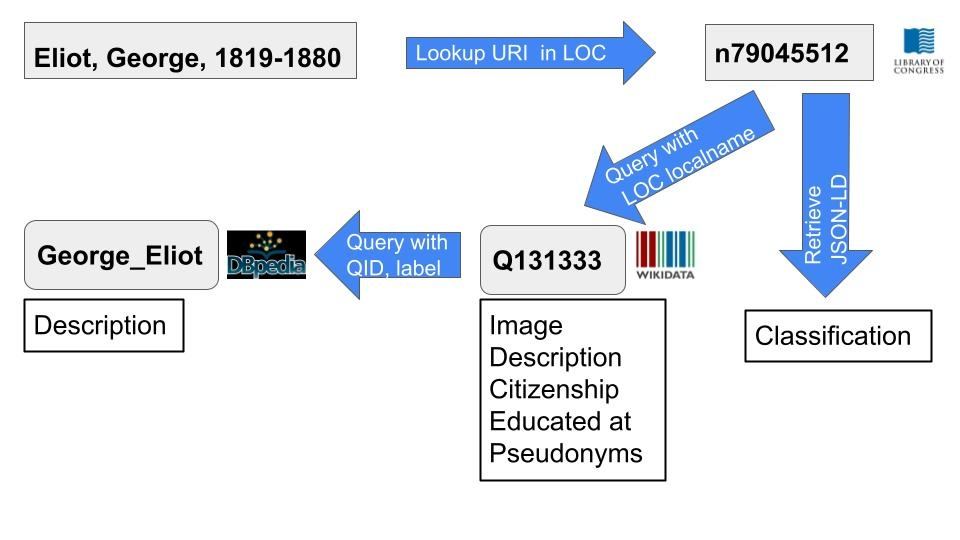 Eliot, George, 1819-1880
Lookup URI in LOC
n79045512
LIBRARY OF
CONGRESS
Query with
LOC localname
Retrieve
JSON-LD
George_Eliot
DBpedia
Query with
QID, label
Q131333
WIKIDATA
Description
Image
Description
Citizenship
Educated at
Pseudonyms
Classification